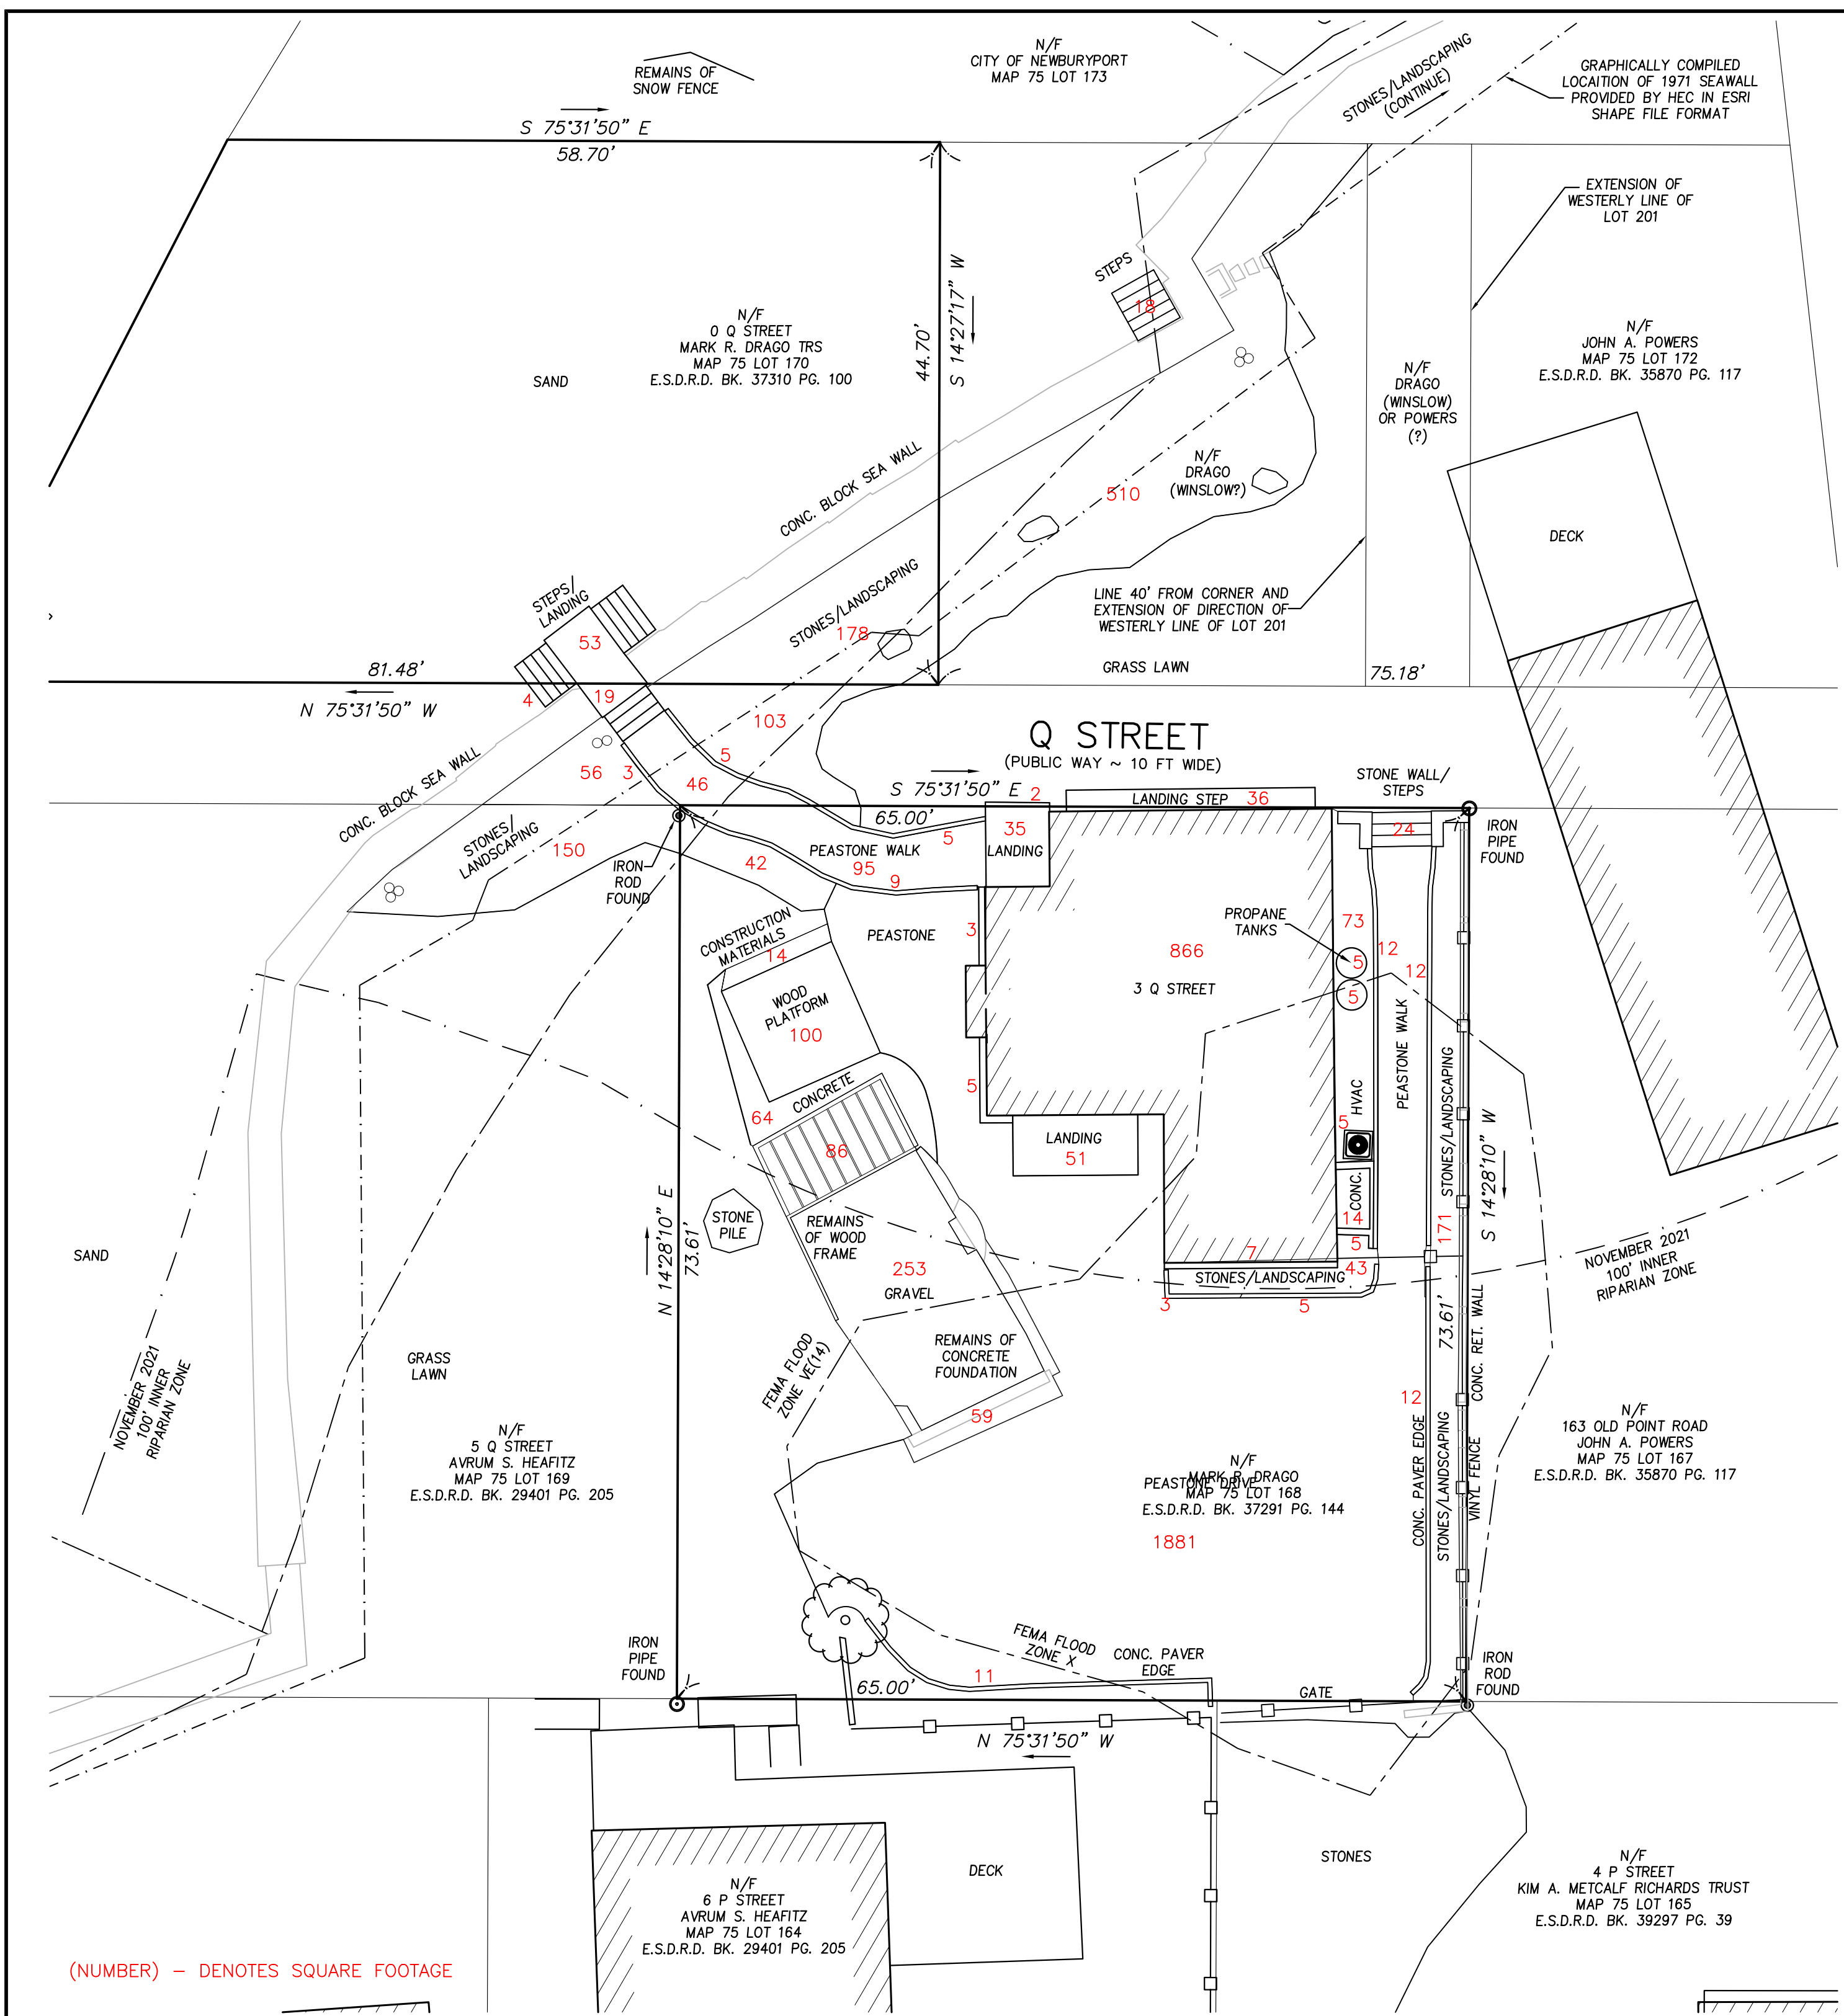 N/F
CITY OF NEWBURYPORT
MAP 75 LOT 173
REMAINS OF
SNOW FENCE
STONES/LANDSCAPING
(CONTINUE)
GRAPHICALLY COMPILED
LOCAITION OF 1971 SEAWALL
PROVIDED BY HEC IN ESRI
SHAPE FILE FORMAT
S 75°31'50" E
58.70'
EXTENSION OF
WESTERLY LINE OF
LOT 201
STEPS
18
44.70'
S 14°27'17" W
N/F
0 Q STREET
MARK R. DRAGO TRS
MAP 75 LOT 170
E.S.D.R.D. BK. 37310 PG. 100
SAND
N/F
JOHN A. POWERS
MAP 75 LOT 172
E.S.D.R.D. BK. 35870 PG. 117
N/F
DRAGO
(WINSLOW)
OR POWERS
(?)
CONC. BLOCK SEA WALL
N/F
DRAGO
(WINSLOW?)
510
DECK
STEPS/
LANDING
53
STONES/LANDSCAPING
178
LINE 40' FROM CORNER AND
EXTENSION OF DIRECTION OF
WESTERLY LINE OF LOT 201
GRASS LAWN
75.18'
81.48'
N 75°31'50" W
4
19
103
Q STREET
(PUBLIC WAY ~ 10 FT WIDE)
CONC. BLOCK SEA WALL
56
3
5
46
S 75°31'50" E
65.00'
2
LANDING STEP
36
STONE WALL/
STEPS
STONES/
LANDSCAPING
150
IRON
ROD
FOUND
PEASTONE WALK
5
42
95
9
35
LANDING
24
IRON
PIPE
FOUND
CONSTRUCTION
MATERIALS
14
PEASTONE
3
PROPANE
TANKS
73
12
12
5
5
866
3 Q STREET
WOOD
PLATFORM
100
PEASTONE WALK
CONCRETE
64
86
5
LANDING
51
5
HVAC
STONES/LANDSCAPING
171
S 14°28'10" W
73.61'
CONC.
14
5
N 14°28'10" E
73.61'
STONE
PILE
REMAINS
OF WOOD
FRAME
253
GRAVEL
7
STONES/LANDSCAPING
43
3
5
SAND
NOVEMBER 2021
100' INNER
RIPARIAN ZONE
NOVEMBER 2021
100' INNER
RIPARIAN ZONE
GRASS
LAWN
REMAINS OF
CONCRETE
FOUNDATION
59
FEMA FLOOD
ZONE VE(14)
CONC. RET. WALL
12
CONC. PAVER EDGE
STONES/LANDSCAPING
VINYL FENCE
N/F
5 Q STREET
AVRUM S. HEAFITZ
MAP 75 LOT 169
E.S.D.R.D. BK. 29401 PG. 205
N/F
163 OLD POINT ROAD
JOHN A. POWERS
MAP 75 LOT 167
E.S.D.R.D. BK. 35870 PG. 117
N/F
MARK R. DRAGO
PEASTONE DRIVE
MAP 75 LOT 168
E.S.D.R.D. BK. 37291 PG. 144
1881
IRON
PIPE
FOUND
FEMA FLOOD
ZONE X
CONC. PAVER
EDGE
11
65.00'
GATE
IRON
ROD
FOUND
N 75°31'50" W
DECK
STONES
N/F
6 P STREET
AVRUM S. HEAFITZ
MAP 75 LOT 164
E.S.D.R.D. BK. 29401 PG. 205
N/F
4 P STREET
KIM A. METCALF RICHARDS TRUST
MAP 75 LOT 165
E.S.D.R.D. BK. 39297 PG. 39
(NUMBER) – DENOTES SQUARE FOOTAGE